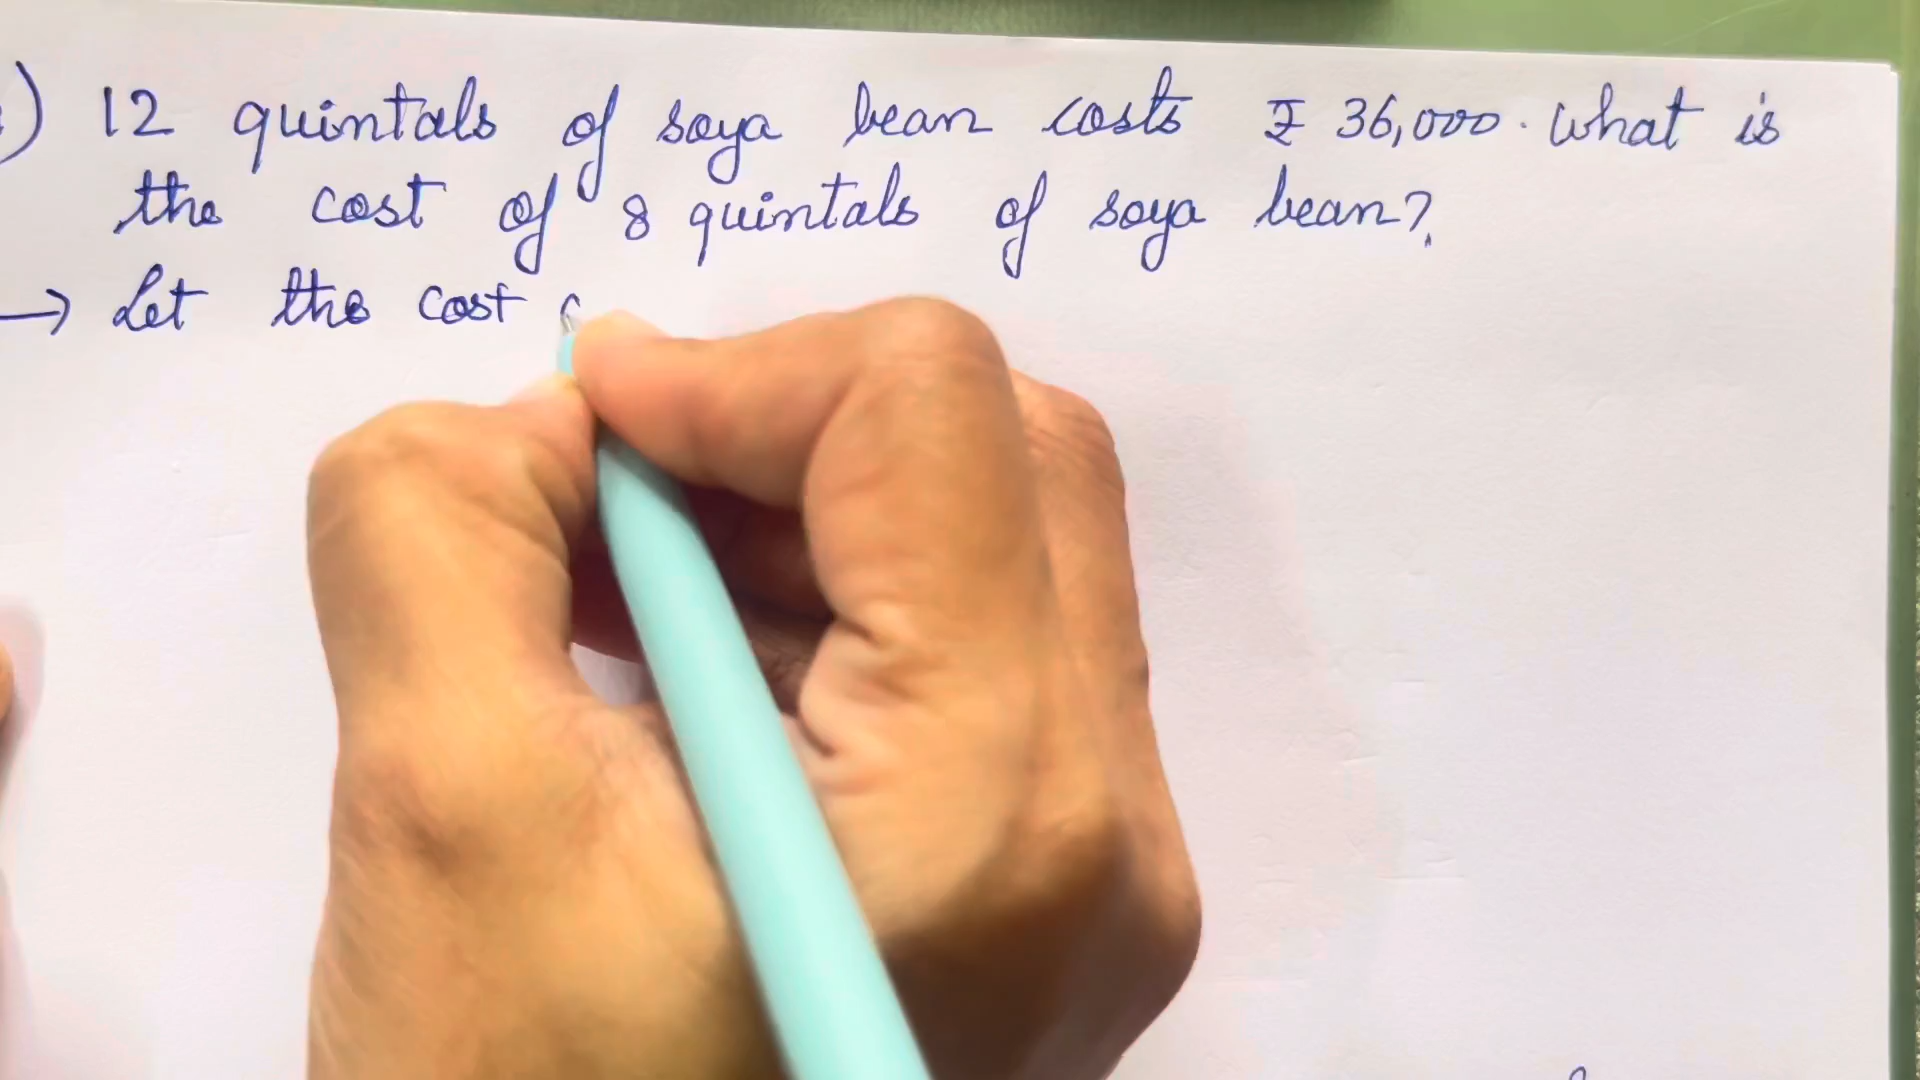 ) 12 quintals of soya bean costs ₹ 36,000. What is
the cost of 8 quintals of soya bean?
→ Let the cost